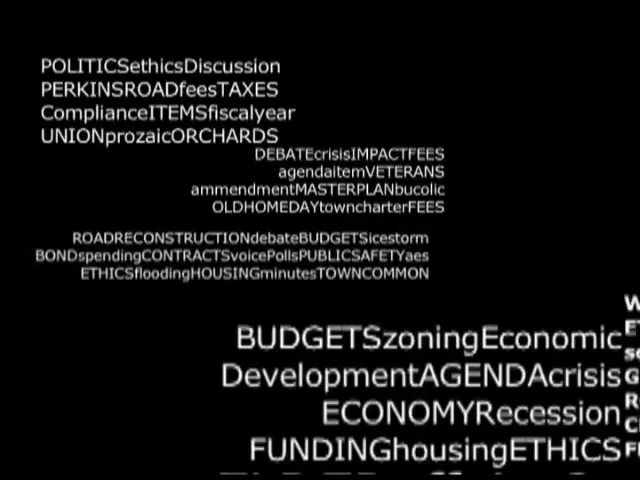 POLITICSethicsDiscussion
PERKINSROADfeesTAXES
ComplianceITEMSfiscalyear
UNIONprozaicORCHARDS
DEBATEcrisisIMPACTFEES
agendaitemVETERANS
ammendmentMASTERPLANbucolic
OLDHOMEDAYtowncharterFEES
ROADRECONSTRUCTIONdebateBUDGETSicestorm
BONDspendingCONTRACTSvoicePollsPUBLICSAFETYaes
ETHICSfloodingHOUSINGminutesTOWNCOMMON
BUDGETSzoningEconomic
DevelopmentAGENDAcrisis
ECONOMYRecession
FUNDINGhousingETHICS